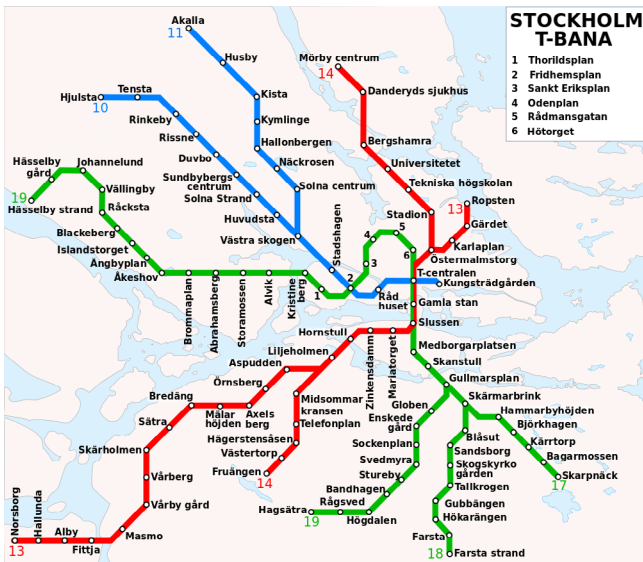 STOCKHOLM
T-BANA
1 Thorildsplan
2 Fridhemsplan
3 Sankt Eriksplan
4 Odenplan
5 Rådmansgatan
6 Hötorget
Akalla
11
Husby
Kista
Kymlinge
Hallonbergen
Näckrosen
Solna centrum
Mörby centrum
14
Danderyds sjukhus
Bergshamra
Universitetet
Tekniska högskolan
Stadion
Ropsten
13
Gärdet
Karlaplan
Östermalmstorg
Hjulsta
10
Tensta
Rinkeby
Rissne
Duvbo
Sundbybergs
centrum
Solna Strand
Huvudsta
Västra skogen
Stadshagen
Hässelby
gård
Johannelund
19
Hässelby strand
Vällingby
Råcksta
Blackeberg
Islandstorget
Ängbyplan
Åkeshov
Brommaplan
Abrahamsberg
Storamossen
Alvik
Kristine
berg
1
2
3
4
5
6
Råd
huset
T-centralen
Kungsträdgården
Gamla stan
Slussen
Medborgarplatsen
Skanstull
Gullmarsplan
Skärmarbrink
Hammarbyhöjden
Björkhagen
Kärrtorp
Bagarmossen
Skarpnäck
17
Hornstull
Zinkensdamm
Mariatorget
Liljeholmen
Aspudden
Örnsberg
Axels
berg
Mälar
höjden
Bredäng
Sätra
Skärholmen
Vårberg
Vårby gård
Masmo
Fittja
Alby
Hallunda
Norsborg
13
Midsommar
kransen
Telefonplan
Hägerstensåsen
Västertorp
Fruängen
14
Globen
Enskede
gård
Sockenplan
Svedmyra
Stureby
Bandhagen
Högdalen
Rågsved
Hagsätra
19
Blåsut
Sandsborg
Skogskyrko
gården
Tallkrogen
Gubbängen
Hökarängen
Farsta
18
Farsta strand